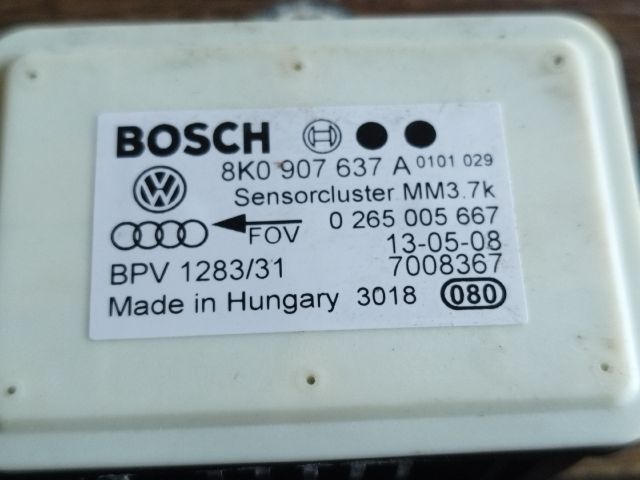 BOSCH
8K0 907 637 A 0101 029
Sensorcluster MM3.7k
VW
FOV 0 265 005 667
13-05-08
BPV 1283/31 7008367
Made in Hungary 3018 080